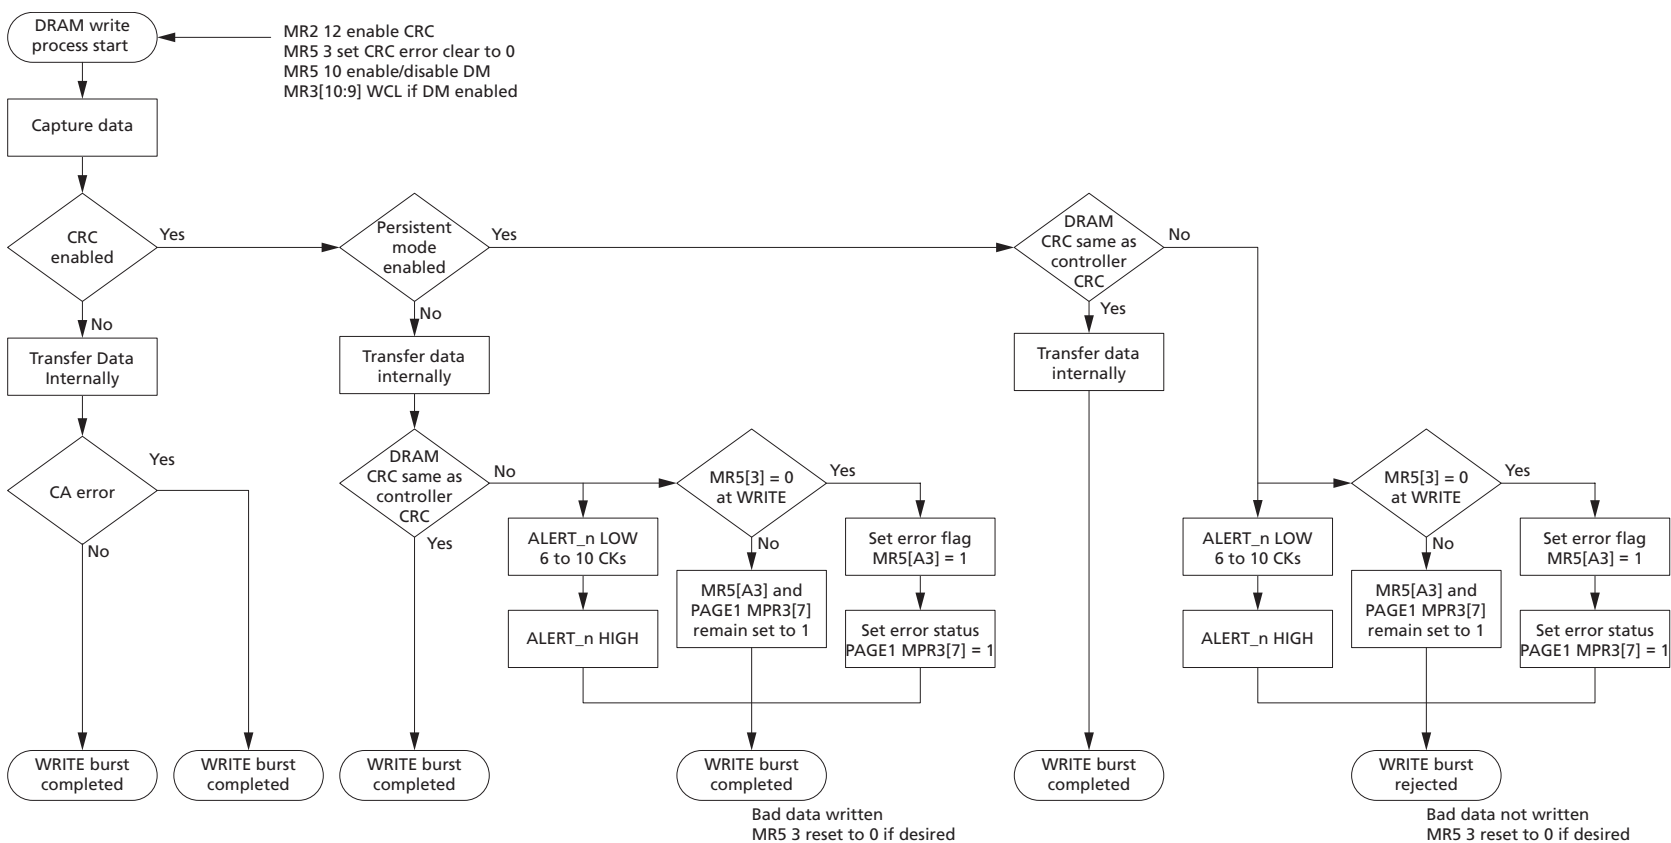 DRAM write
process start
MR2 12 enable CRC
MR5 3 set CRC error clear to 0
MR5 10 enable/disable DM
MR3[10:9] WCL if DM enabled
Capture data
CRC
enabled
Yes
No
Persistent
mode
enabled
Yes
No
DRAM
CRC same as
controller
CRC
No
Yes
Transfer Data
Internally
Transfer data
internally
Transfer data
internally
CA error
Yes
No
DRAM
CRC same as
controller
CRC
No
Yes
MR5[3] = 0
at WRITE
Yes
No
ALERT_n LOW
6 to 10 CKs
ALERT_n HIGH
MR5[A3] and
PAGE1 MPR3[7]
remain set to 1
Set error flag
MR5[A3] = 1
Set error status
PAGE1 MPR3[7] = 1
MR5[3] = 0
at WRITE
Yes
No
ALERT_n LOW
6 to 10 CKs
ALERT_n HIGH
MR5[A3] and
PAGE1 MPR3[7]
remain set to 1
Set error flag
MR5[A3] = 1
Set error status
PAGE1 MPR3[7] = 1
WRITE burst
completed
WRITE burst
completed
WRITE burst
completed
WRITE burst
completed
Bad data written
MR5 3 reset to 0 if desired
WRITE burst
completed
WRITE burst
rejected
Bad data not written
MR5 3 reset to 0 if desired